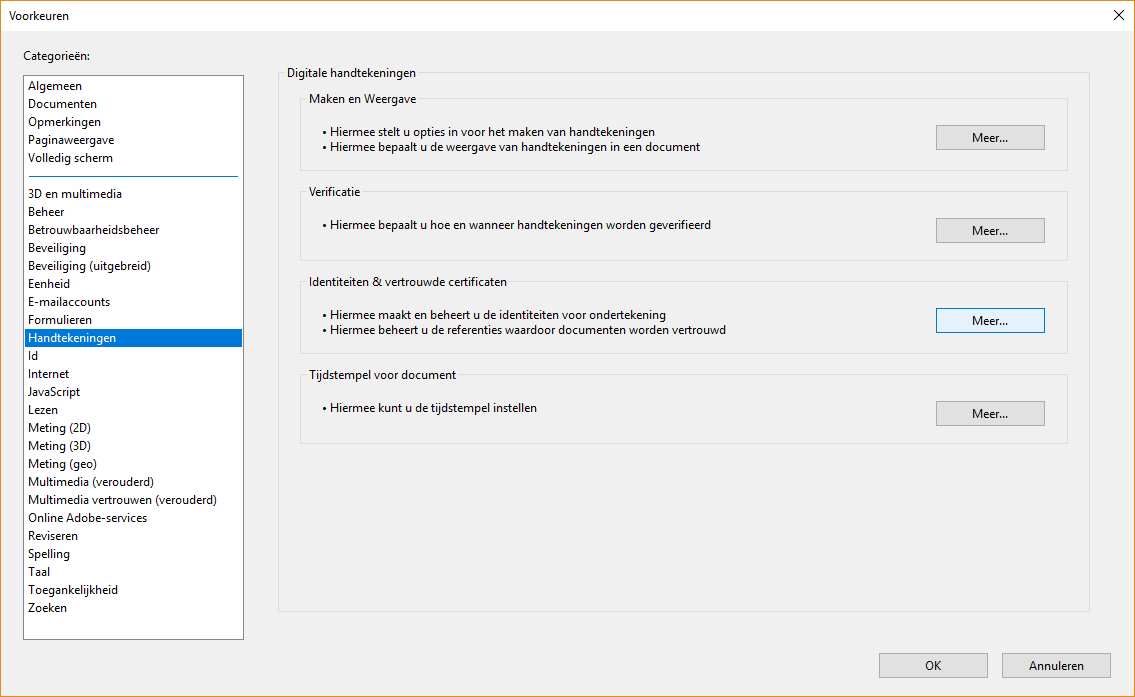 Voorkeuren
Categorieën:
Algemeen
Documenten
Opmerkingen
Paginaweergave
Volledig scherm
3D en multimedia
Beheer
Betrouwbaarheidsbeheer
Beveiliging
Beveiliging (uitgebreid)
Eenheid
E-mailaccounts
Formulieren
Handtekeningen
Id
Internet
JavaScript
Lezen
Meting (2D)
Meting (3D)
Meting (geo)
Multimedia (verouderd)
Multimedia vertrouwen (verouderd)
Online Adobe-services
Reviseren
Spelling
Taal
Toegankelijkheid
Zoeken
Digitale handtekeningen
Maken en Weergave
• Hiermee stelt u opties in voor het maken van handtekeningen
• Hiermee bepaalt u de weergave van handtekeningen in een document
Meer...
Verificatie
• Hiermee bepaalt u hoe en wanneer handtekeningen worden geverifieerd
Meer...
Identiteiten & vertrouwde certificaten
• Hiermee maakt en beheert u de identiteiten voor ondertekening
• Hiermee beheert u de referenties waardoor documenten worden vertrouwd
Meer...
Tijdstempel voor document
• Hiermee kunt u de tijdstempel instellen
Meer...
OK
Annuleren